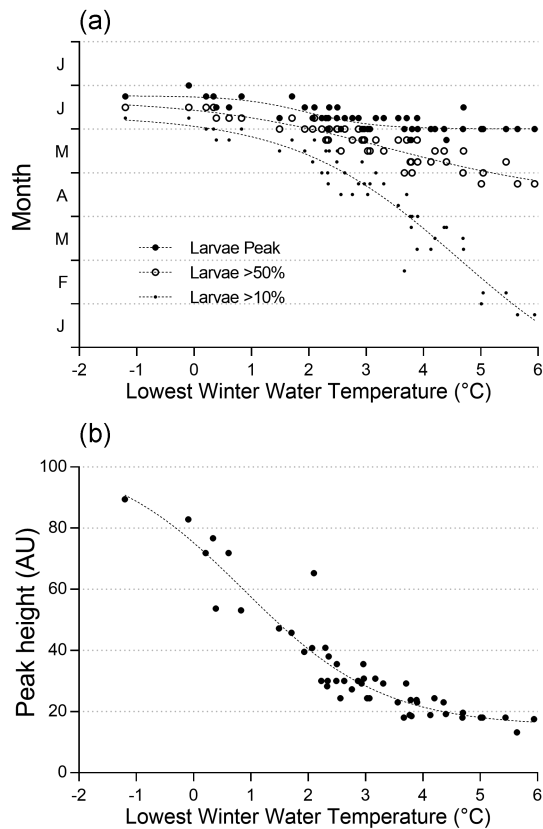 (a)
J
J
M
A
M
F
J
Month
Larvae Peak
Larvae >50%
Larvae >10%
-2 -1 0 1 2 3 4 5 6
Lowest Winter Water Temperature (°C)
(b)
100
80
60
40
20
0
Peak height (AU)
-2 -1 0 1 2 3 4 5 6
Lowest Winter Water Temperature (°C)